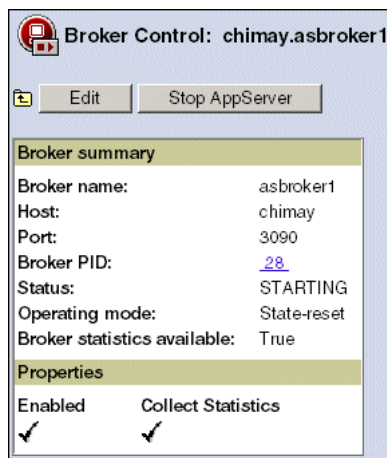 Broker Control: chimay.asbroker1
Edit Stop AppServer
Broker summary
Broker name: asbroker1
Host: chimay
Port: 3090
Broker PID: 28
Status: STARTING
Operating mode: State-reset
Broker statistics available: True
Properties
Enabled Collect Statistics